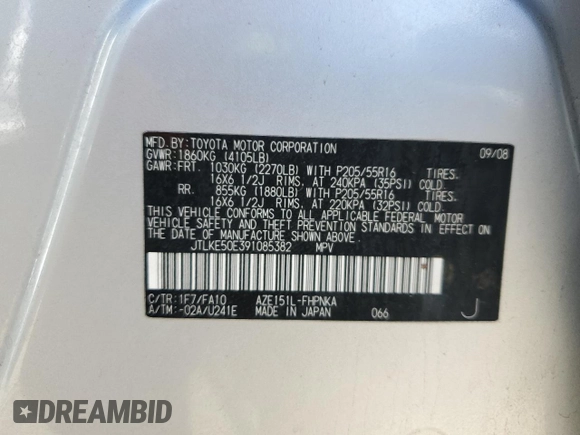 MFD.BY:TOYOTA MOTOR CORPORATION 09/08
GVWR:1860KG (4105LB)
GAWR:FRT. 1030KG (2270LB) WITH P205/55R16 TIRES,
16X6 1/2J RIMS, AT 240KPA (35PSI) COLD.
RR. 855KG (1880LB) WITH P205/55R16 TIRES,
16X6 1/2J RIMS, AT 220KPA (32PSI) COLD.
THIS VEHICLE CONFORMS TO ALL APPLICABLE FEDERAL MOTOR
VEHICLE SAFETY AND THEFT PREVENTION STANDARDS IN EFFECT
ON THE DATE OF MANUFACTURE SHOWN ABOVE.
JTLKE50E391085382 MPV
C/TR:1F7/FA10 AZE151L-FHPNKA
A/TM:-02A/U241E MADE IN JAPAN 066 J
DREAMBID